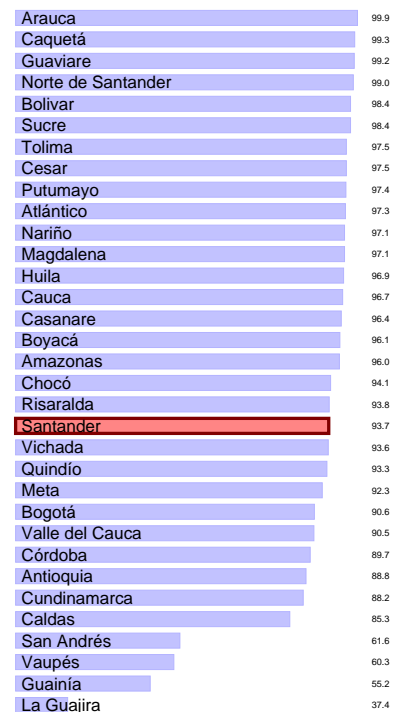 Arauca 99.9
Caquetá 99.3
Guaviare 99.2
Norte de Santander 99.0
Bolivar 98.4
Sucre 98.4
Tolima 97.5
Cesar 97.5
Putumayo 97.4
Atlántico 97.3
Nariño 97.1
Magdalena 97.1
Huila 96.9
Cauca 96.7
Casanare 96.4
Boyacá 96.1
Amazonas 96.0
Chocó 94.1
Risaralda 93.8
Santander 93.7
Vichada 93.6
Quindío 93.3
Meta 92.3
Bogotá 90.6
Valle del Cauca 90.5
Córdoba 89.7
Antioquia 88.8
Cundinamarca 88.2
Caldas 85.3
San Andrés 61.6
Vaupés 60.3
Guainía 55.2
La Guajira 37.4